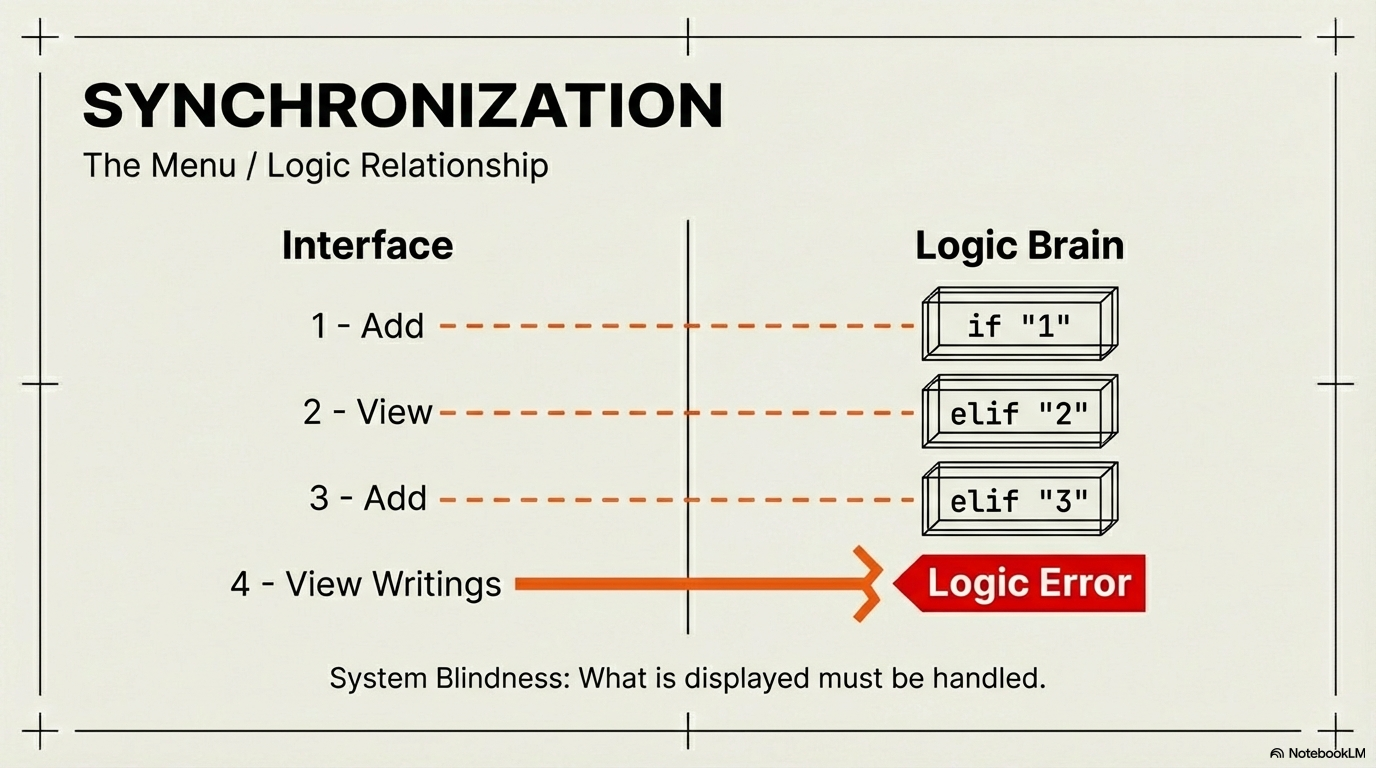 SYNCHRONIZATION
The Menu / Logic Relationship
Interface
Logic Brain
1 - Add
if "1"
2 - View
elif "2"
3 - Add
elif "3"
4 - View Writings
Logic Error
System Blindness: What is displayed must be handled.
NotebookLM